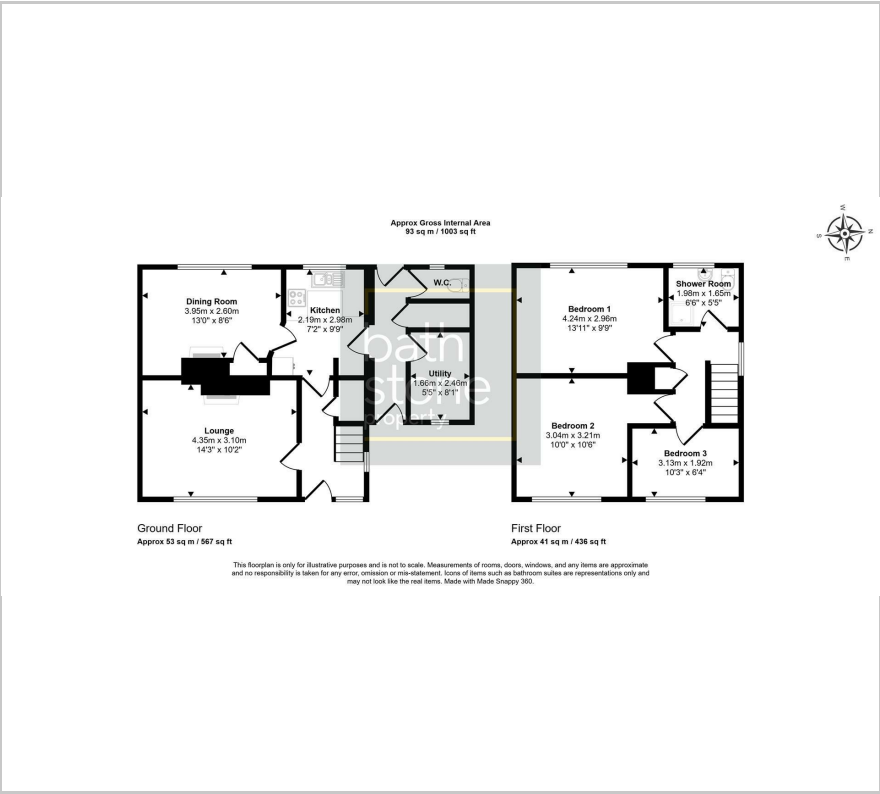 Approx Gross Internal Area
93 sq m / 1003 sq ft
W
N
E
S
Dining Room
3.95m x 2.60m
13'0" x 8'6"
Kitchen
2.19m x 2.98m
7'2" x 9'9"
W.C.
Utility
1.66m x 2.46m
5'5" x 8'1"
Lounge
4.35m x 3.10m
14'3" x 10'2"
bath
stone
property
Bedroom 1
4.24m x 2.96m
13'11" x 9'9"
Shower Room
1.98m x 1.65m
6'6" x 5'5"
Bedroom 2
3.04m x 3.21m
10'0" x 10'6"
Bedroom 3
3.13m x 1.92m
10'3" x 6'4"
Ground Floor
Approx 53 sq m / 567 sq ft
First Floor
Approx 41 sq m / 436 sq ft
This floorplan is only for illustrative purposes and is not to scale. Measurements of rooms, doors, windows, and any items are approximate
and no responsibility is taken for any error, omission or mis-statement. Icons of items such as bathroom suites are representations only and
may not look like the real items. Made with Made Snappy 360.